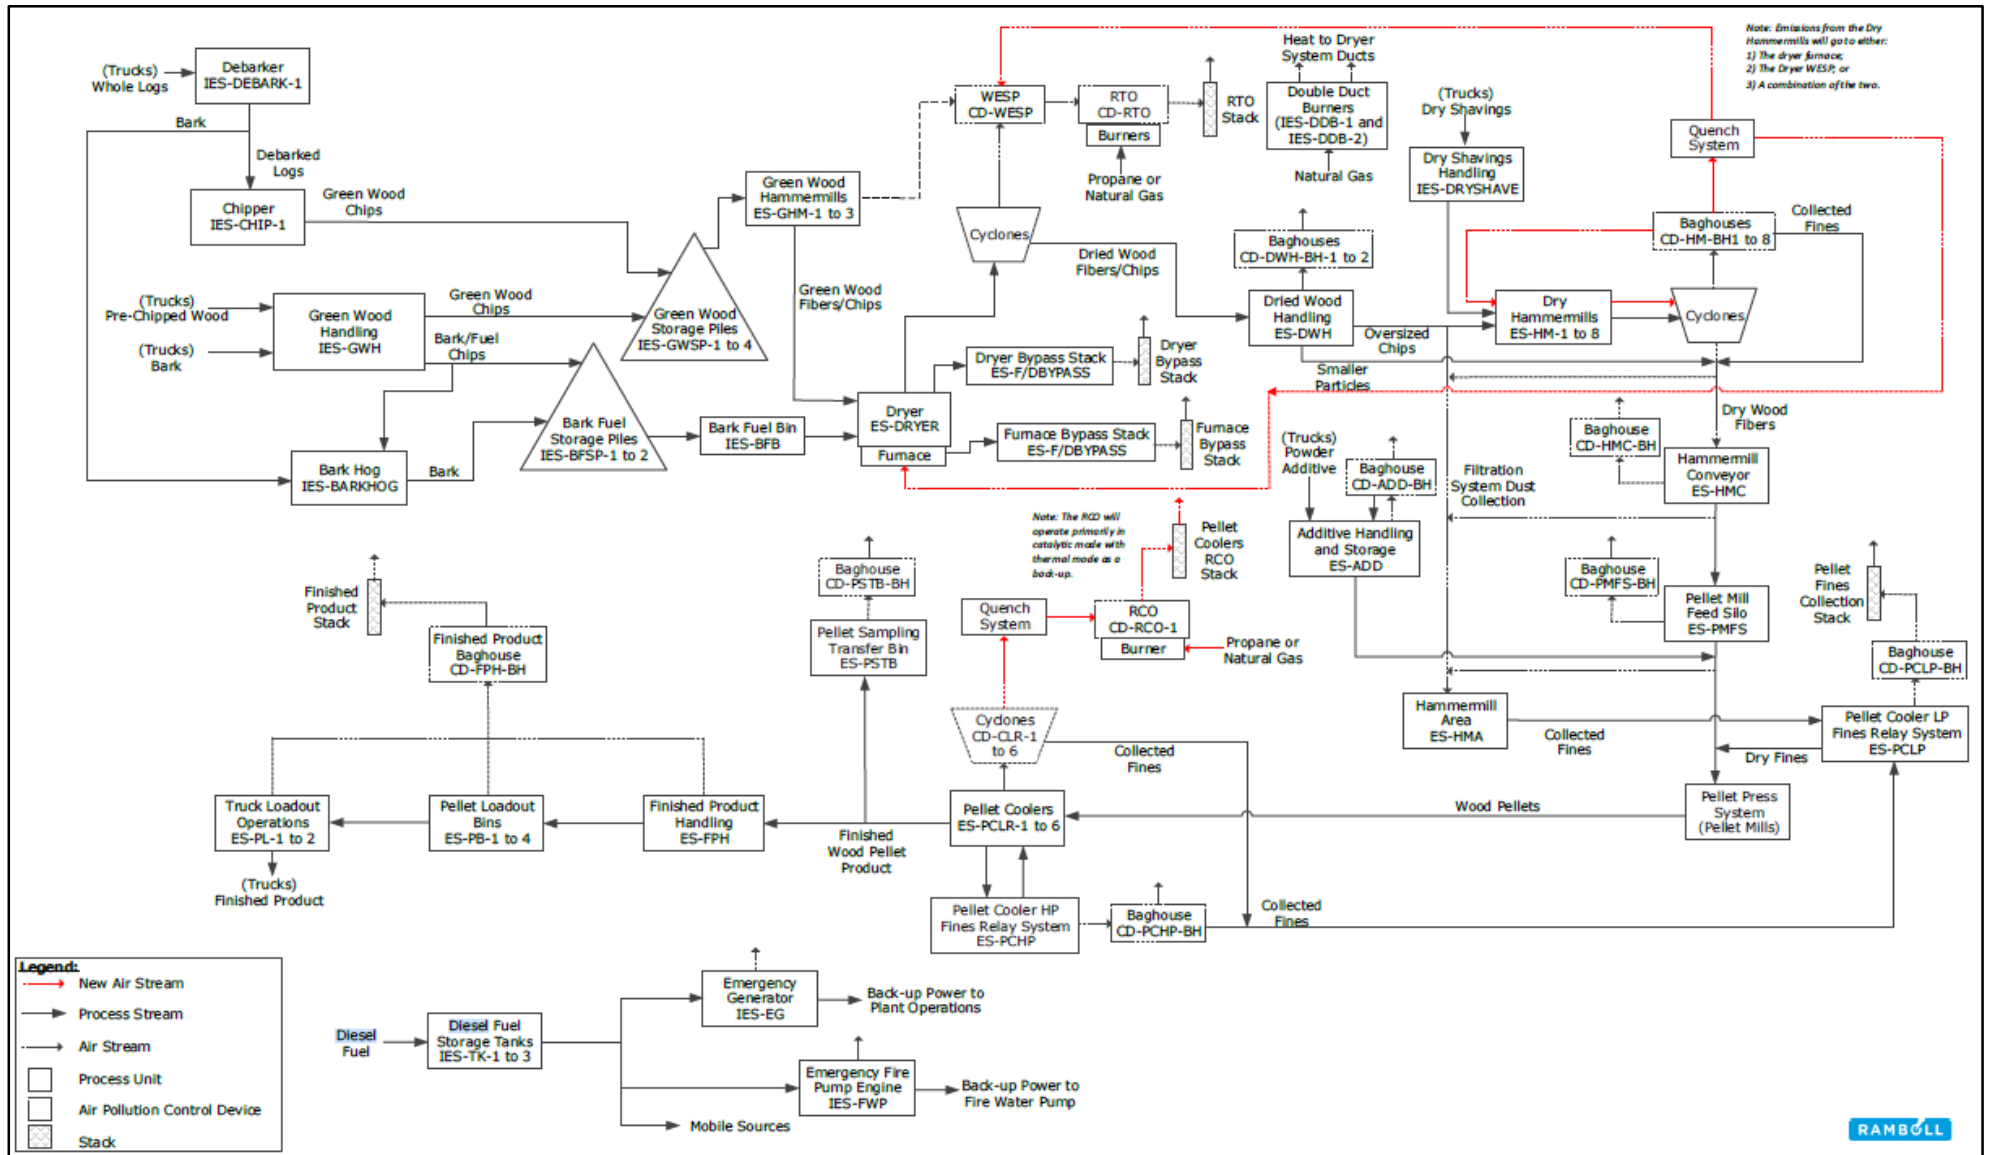 (Trucks)
Whole Logs
Debarker
IES-DEBARK-1
Bark
Debarked
Logs
Chipper
IES-CHIP-1
Green Wood
Chips
(Trucks)
Pre-Chipped Wood
(Trucks)
Bark
Green Wood
Handling
IES-GWH
Green Wood
Chips
Bark/Fuel
Chips
Green Wood
Storage Piles
IES-GWSP-1 to 4
Bark Hog
IES-BARKHOG
Bark
Bark Fuel
Storage Piles
IES-BFSP-1 to 2
Bark Fuel Bin
IES-BFB
Green Wood
Hammermills
ES-GHM-1 to 3
Green Wood
Fibers/Chips
Dryer
ES-DRYER
Furnace
Cyclones
WESP
CD-WESP
RTO
CD-RTO
Burners
Propane or
Natural Gas
RTO
Stack
Heat to Dryer
System Ducts
Double Duct
Burners
(IES-DDB-1 and
IES-DDB-2)
Natural Gas
Dried Wood
Fibers/Chips
Dryer Bypass Stack
ES-F/DBYPASS
Dryer
Bypass
Stack
Furnace Bypass Stack
ES-F/DBYPASS
Furnace
Bypass
Stack
Baghouses
CD-DWH-BH-1 to 2
Dried Wood
Handling
ES-DWH
Oversized
Chips
Smaller
Particles
(Trucks)
Dry Shavings
Dry Shavings
Handling
IES-DRYSHAVE
Dry
Hammermills
ES-HM-1 to 8
Cyclones
Baghouses
CD-HM-BH1 to 8
Collected
Fines
Quench
System
Note: Emissions from the Dry
Hammermills will go to either:
1) The dryer furnace;
2) The Dryer WESP; or
3) A combination of the two.
Dry Wood
Fibers
Baghouse
CD-HMC-BH
Hammermill
Conveyor
ES-HMC
(Trucks)
Powder
Additive
Baghouse
CD-ADD-BH
Additive Handling
and Storage
ES-ADD
Filtration
System Dust
Collection
Baghouse
CD-PMFS-BH
Pellet Mill
Feed Silo
ES-PMFS
Pellet
Fines
Collection
Stack
Baghouse
CD-PCLP-BH
Hammermill
Area
ES-HMA
Collected
Fines
Pellet Cooler LP
Fines Relay System
ES-PCLP
Dry Fines
Pellet Press
System
(Pellet Mills)
Wood Pellets
Note: The RCO will
operate primarily in
catalytic mode with
thermal mode as a
back-up.
Pellet
Coolers
RCO
Stack
Quench
System
RCO
CD-RCO-1
Burner
Propane or
Natural Gas
Cyclones
CD-CLR-1
to 6
Collected
Fines
Pellet Coolers
ES-PCLR-1 to 6
Pellet Cooler HP
Fines Relay System
ES-PCHP
Baghouse
CD-PCHP-BH
Collected
Fines
Baghouse
CD-PSTB-BH
Pellet Sampling
Transfer Bin
ES-PSTB
Finished
Wood Pellet
Product
Finished
Product
Stack
Finished Product
Baghouse
CD-FPH-BH
Finished Product
Handling
ES-FPH
Pellet Loadout
Bins
ES-PB-1 to 4
Truck Loadout
Operations
ES-PL-1 to 2
(Trucks)
Finished Product
Legend:
New Air Stream
Process Stream
Air Stream
Process Unit
Air Pollution Control Device
Stack
Diesel
Fuel
Diesel Fuel
Storage Tanks
IES-TK-1 to 3
Emergency
Generator
IES-EG
Back-up Power to
Plant Operations
Emergency Fire
Pump Engine
IES-FWP
Back-up Power to
Fire Water Pump
Mobile Sources
RAMBOLL